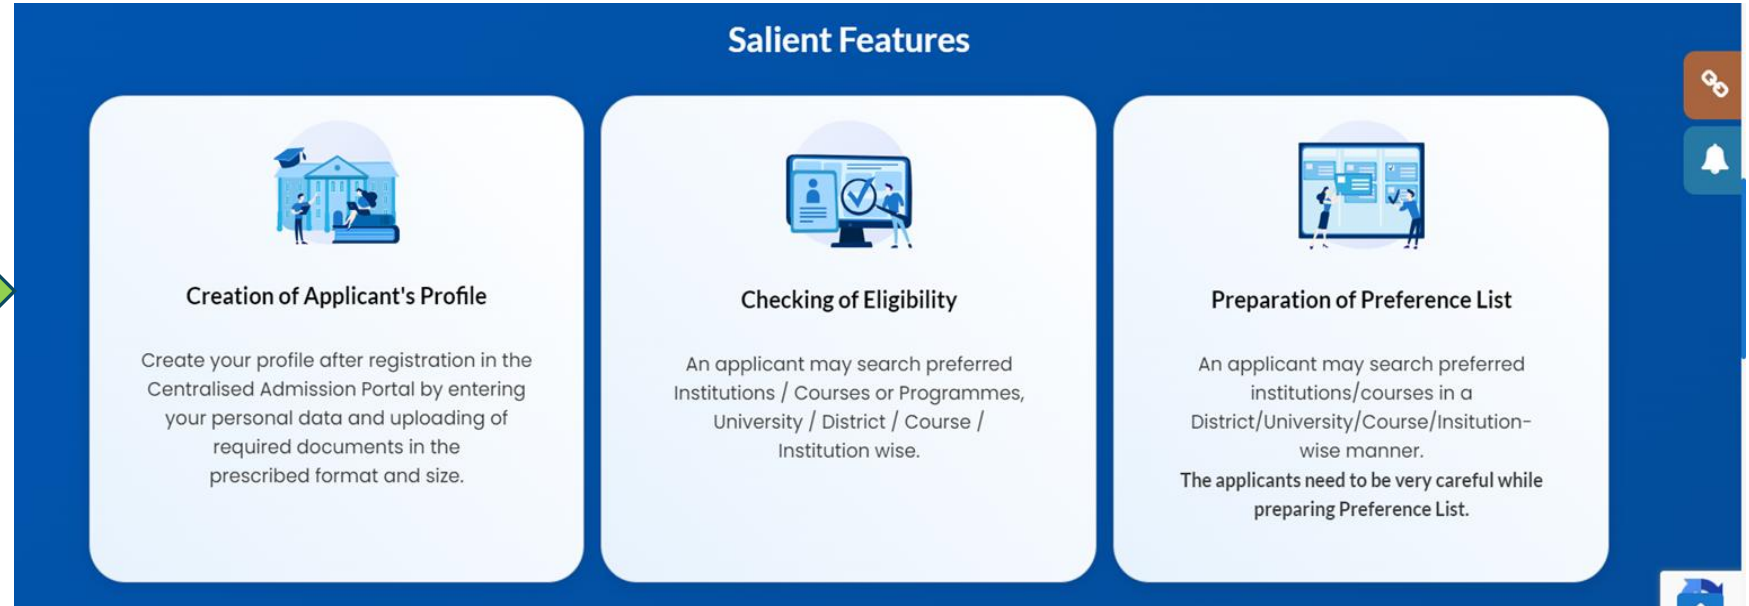 Salient Features
Creation of Applicant's Profile
Create your profile after registration in the
Centralised Admission Portal by entering
your personal data and uploading of
required documents in the
prescribed format and size.
Checking of Eligibility
An applicant may search preferred
Institutions / Courses or Programmes,
University / District / Course /
Institution wise.
Preparation of Preference List
An applicant may search preferred
institutions/courses in a
District/University/Course/Insitution-
wise manner.
The applicants need to be very careful while
preparing Preference List.